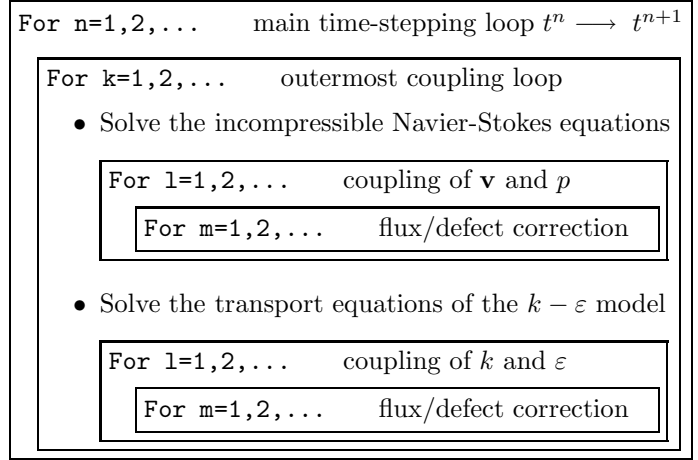 For n=1,2,... main time-stepping loop tⁿ ⟶ tⁿ⁺¹
For k=1,2,... outermost coupling loop
• Solve the incompressible Navier-Stokes equations
For l=1,2,... coupling of v and p
For m=1,2,... flux/defect correction
• Solve the transport equations of the k − ε model
For l=1,2,... coupling of k and ε
For m=1,2,... flux/defect correction